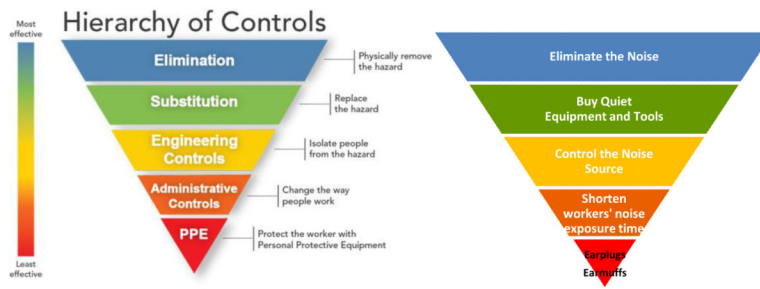 Hierarchy of Controls
Most
effective
Elimination
Physically remove
the hazard
Substitution
Replace
the hazard
Engineering
Controls
Isolate people
from the hazard
Administrative
Controls
Change the way
people work
PPE
Protect the worker with
Personal Protective Equipment
Least
effective
Eliminate the Noise
Buy Quiet
Equipment and Tools
Control the Noise
Source
Shorten
workers' noise
exposure time
Earplugs
Earmuffs